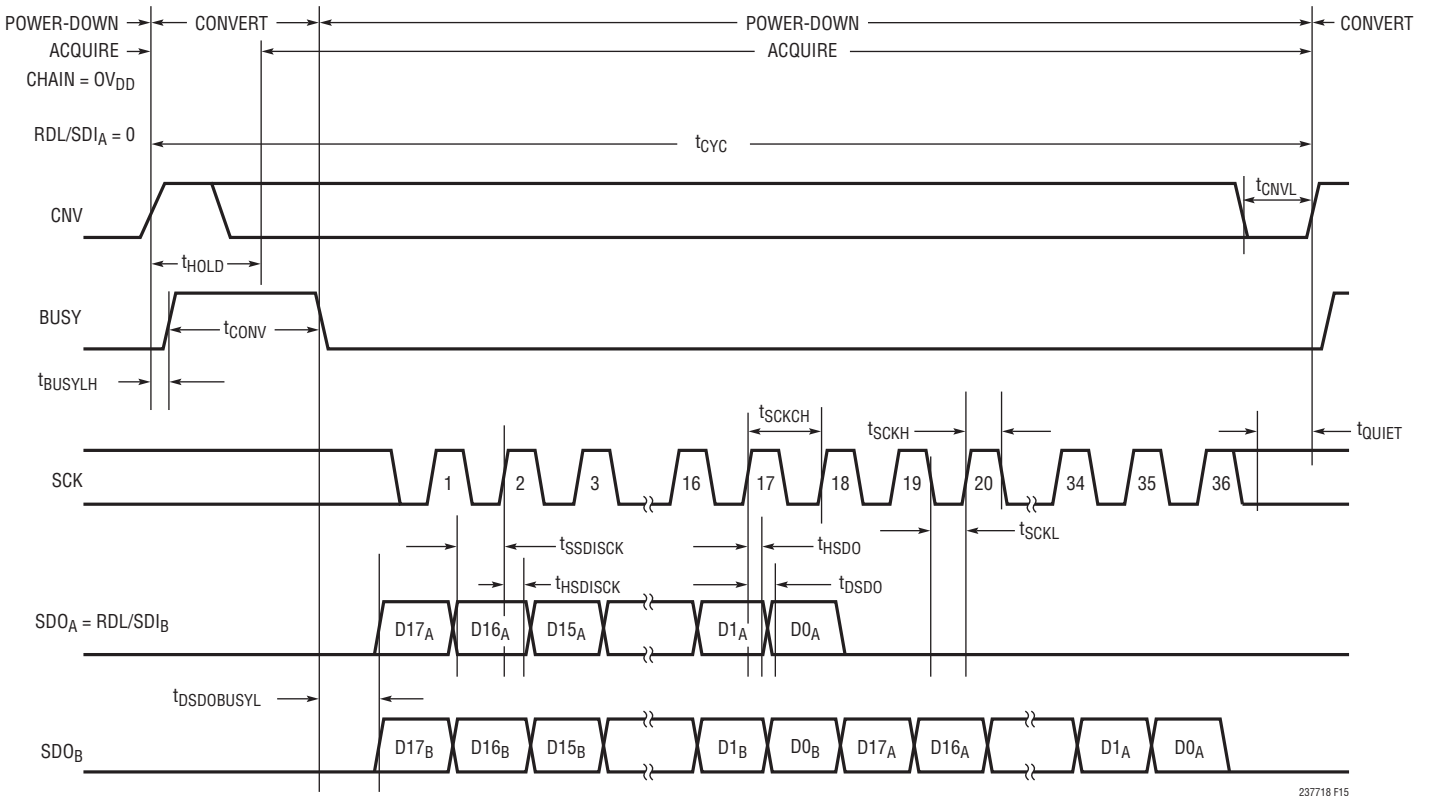 POWER-DOWN CONVERT POWER-DOWN CONVERT
ACQUIRE ACQUIRE
CHAIN = OVDD
RDL/SDIA = 0
tCYC
CNV
tCNVL
tHOLD
BUSY
tCONV
tBUSYLH
tSCKCH
tSCKH
tQUIET
SCK
1 2 3 16 17 18 19 20 34 35 36
tSSDISCK
tHSDO
tSCKL
tHSDISCK
tDSDO
SDOA = RDL/SDIB
D17A D16A D15A D1A D0A
tDSDOBUSYL
SDOB
D17B D16B D15B D1B D0B D17A D16A D1A D0A
237718 F15